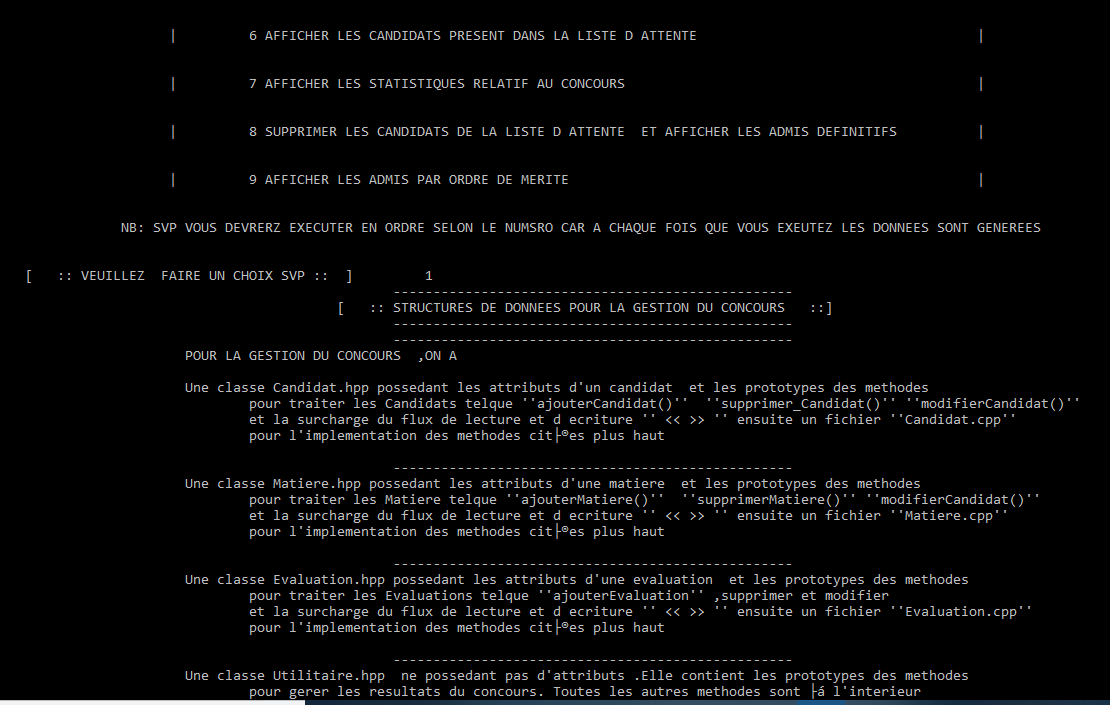 |         6 AFFICHER LES CANDIDATS PRESENT DANS LA LISTE D ATTENTE                                   |
|         7 AFFICHER LES STATISTIQUES RELATIF AU CONCOURS                                            |
|         8 SUPPRIMER LES CANDIDATS DE LA LISTE D ATTENTE  ET AFFICHER LES ADMIS DEFINITIFS          |
|         9 AFFICHER LES ADMIS PAR ORDRE DE MERITE                                                   |
NB: SVP VOUS DEVRERZ EXECUTER EN ORDRE SELON LE NUMSRO CAR A CHAQUE FOIS QUE VOUS EXEUTEZ LES DONNEES SONT GENEREES
[   :: VEUILLEZ  FAIRE UN CHOIX SVP ::  ]         1
--------------------------------------------------
[   :: STRUCTURES DE DONNEES POUR LA GESTION DU CONCOURS   ::]
--------------------------------------------------
--------------------------------------------------
POUR LA GESTION DU CONCOURS  ,ON A
Une classe Candidat.hpp possedant les attributs d'un candidat  et les prototypes des methodes
pour traiter les Candidats telque ''ajouterCandidat()''  ''supprimer_Candidat()'' ''modifierCandidat()''
et la surcharge du flux de lecture et d ecriture '' << >> '' ensuite un fichier ''Candidat.cpp''
pour l'implementation des methodes cit├®es plus haut
--------------------------------------------------
Une classe Matiere.hpp possedant les attributs d'une matiere  et les prototypes des methodes
pour traiter les Matiere telque ''ajouterMatiere()''  ''supprimerMatiere()'' ''modifierCandidat()''
et la surcharge du flux de lecture et d ecriture '' << >> '' ensuite un fichier ''Matiere.cpp''
pour l'implementation des methodes cit├®es plus haut
--------------------------------------------------
Une classe Evaluation.hpp possedant les attributs d'une evaluation  et les prototypes des methodes
pour traiter les Evaluations telque ''ajouterEvaluation'' ,supprimer et modifier
et la surcharge du flux de lecture et d ecriture '' << >> '' ensuite un fichier ''Evaluation.cpp''
pour l'implementation des methodes cit├®es plus haut
--------------------------------------------------
Une classe Utilitaire.hpp  ne possedant pas d'attributs .Elle contient les prototypes des methodes
pour gerer les resultats du concours. Toutes les autres methodes sont ├á l'interieur